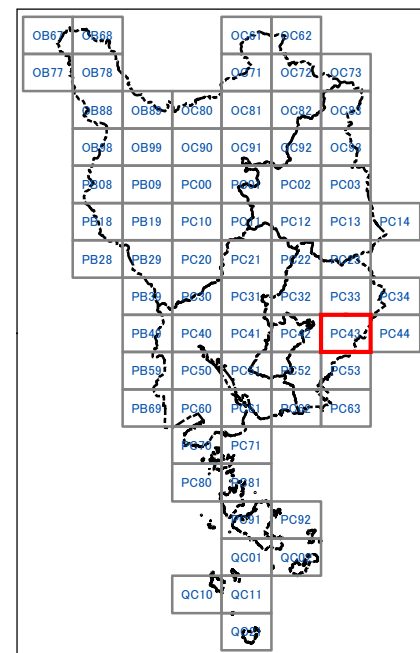 OB67 OB68 OC61 OC62
OB77 OB78 OC71 OC72 OC73
OB88 OB89 OC80 OC81 OC82 OC83
OB98 OB99 OC90 OC91 OC92 OC93
PB08 PB09 PC00 PC01 PC02 PC03
PB18 PB19 PC10 PC11 PC12 PC13 PC14
PB28 PB29 PC20 PC21 PC22 PC23
PB39 PC30 PC31 PC32 PC33 PC34
PB49 PC40 PC41 PC42 PC43 PC44
PB59 PC50 PC51 PC52 PC53
PB69 PC60 PC61 PC62 PC63
PC70 PC71
PC80 PC81
PC91 PC92
QC01 QC02
QC10 QC11
QC21